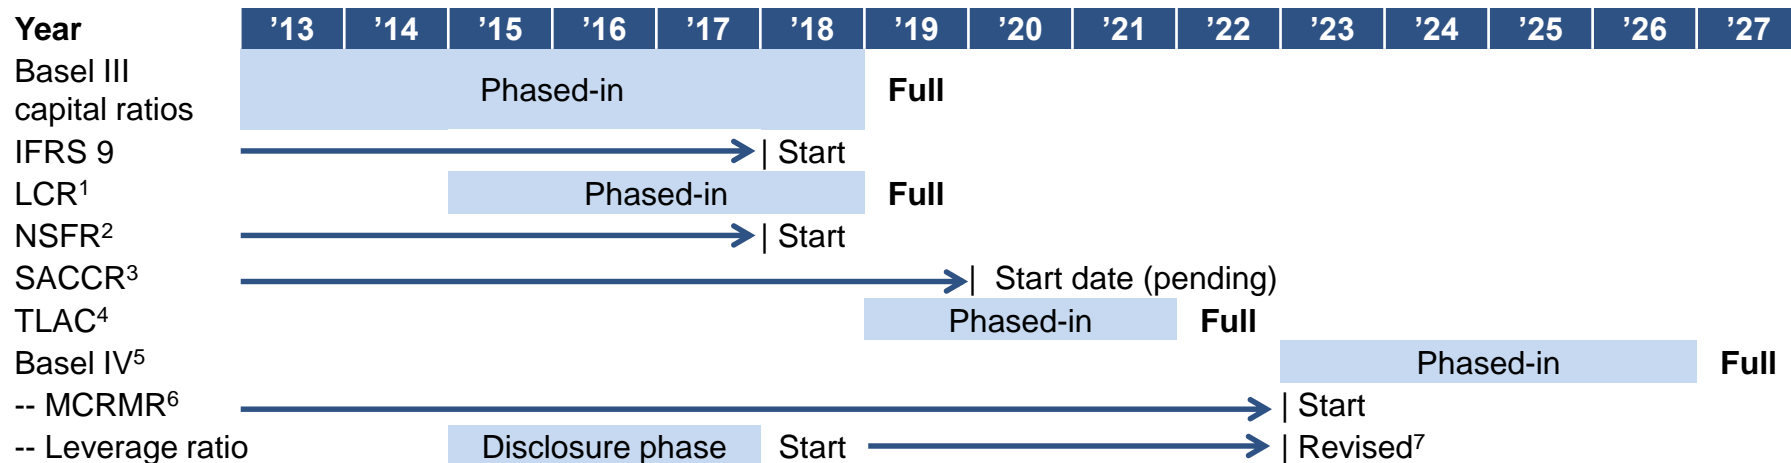 Year ’13 ’14 ’15 ’16 ’17 ’18 ’19 ’20 ’21 ’22 ’23 ’24 ’25 ’26 ’27
Basel III
capital ratios Phased-in Full
IFRS 9 | Start
LCR¹ Phased-in Full
NSFR² | Start
SACCR³ | Start date (pending)
TLAC⁴ Phased-in Full
Basel IV⁵ Phased-in Full
-- MCRMR⁶ | Start
-- Leverage ratio Disclosure phase Start | Revised⁷